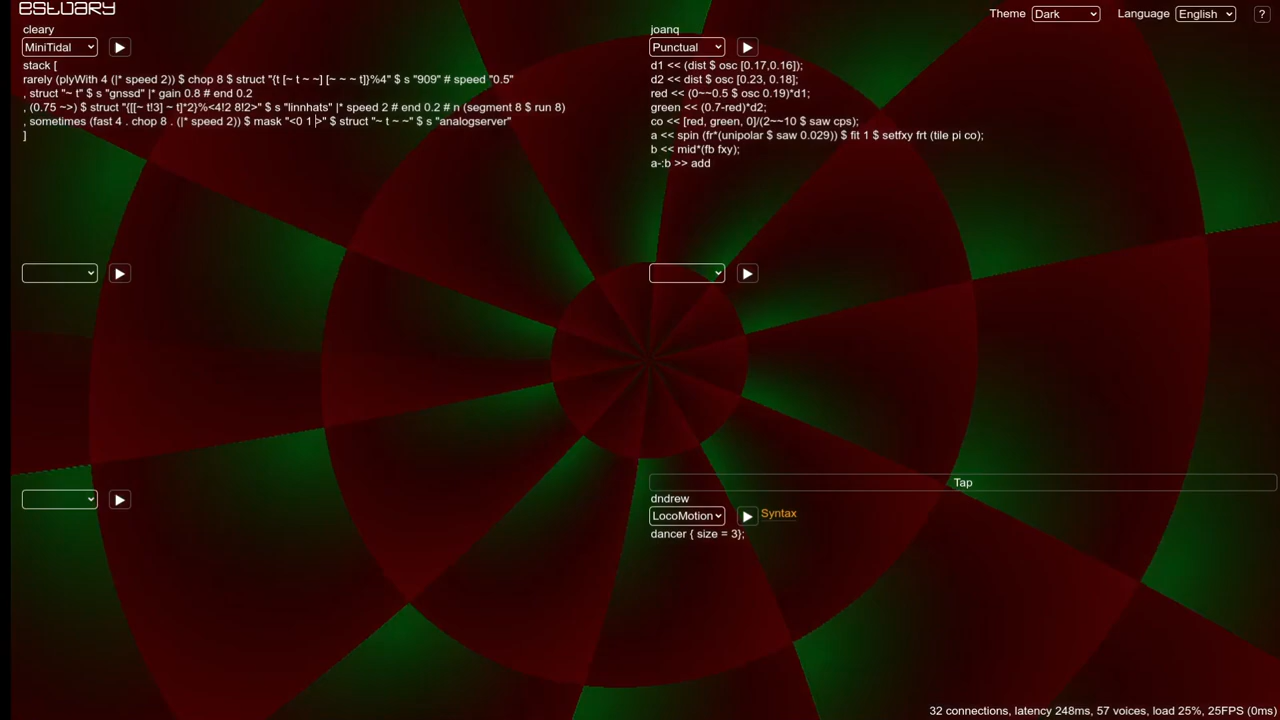 estuary
Theme Dark Language English ?
cleary
MiniTidal
stack [
rarely (plyWith 4 (|* speed 2)) $ chop 8 $ struct "{t [~ t ~ ~] [~ ~ ~ t]}%4" $ s "909" # speed "0.5"
, struct "~ t" $ s "gnssd" |* gain 0.8 # end 0.2
, (0.75 ~>) $ struct "{[[~ t!3] ~ t]*2}%<4!2 8!2>" $ s "linnhats" |* speed 2 # end 0.2 # n (segment 8 $ run 8)
, sometimes (fast 4 . chop 8 . (|* speed 2)) $ mask "<0 1 >" $ struct "~ t ~ ~" $ s "analogserver"
]
joanq
Punctual
d1 << (dist $ osc [0.17,0.16]);
d2 << dist $ osc [0.23, 0.18];
red << (0~~0.5 $ osc 0.19)*d1;
green << (0.7-red)*d2;
co << [red, green, 0]/(2~~10 $ saw cps);
a << spin (fr*(unipolar $ saw 0.029)) $ fit 1 $ setfxy frt (tile pi co);
b << mid*(fb fxy);
a-:b >> add
Tap
dndrew
LocoMotion Syntax
dancer { size = 3};
32 connections, latency 248ms, 57 voices, load 25%, 25FPS (0ms)